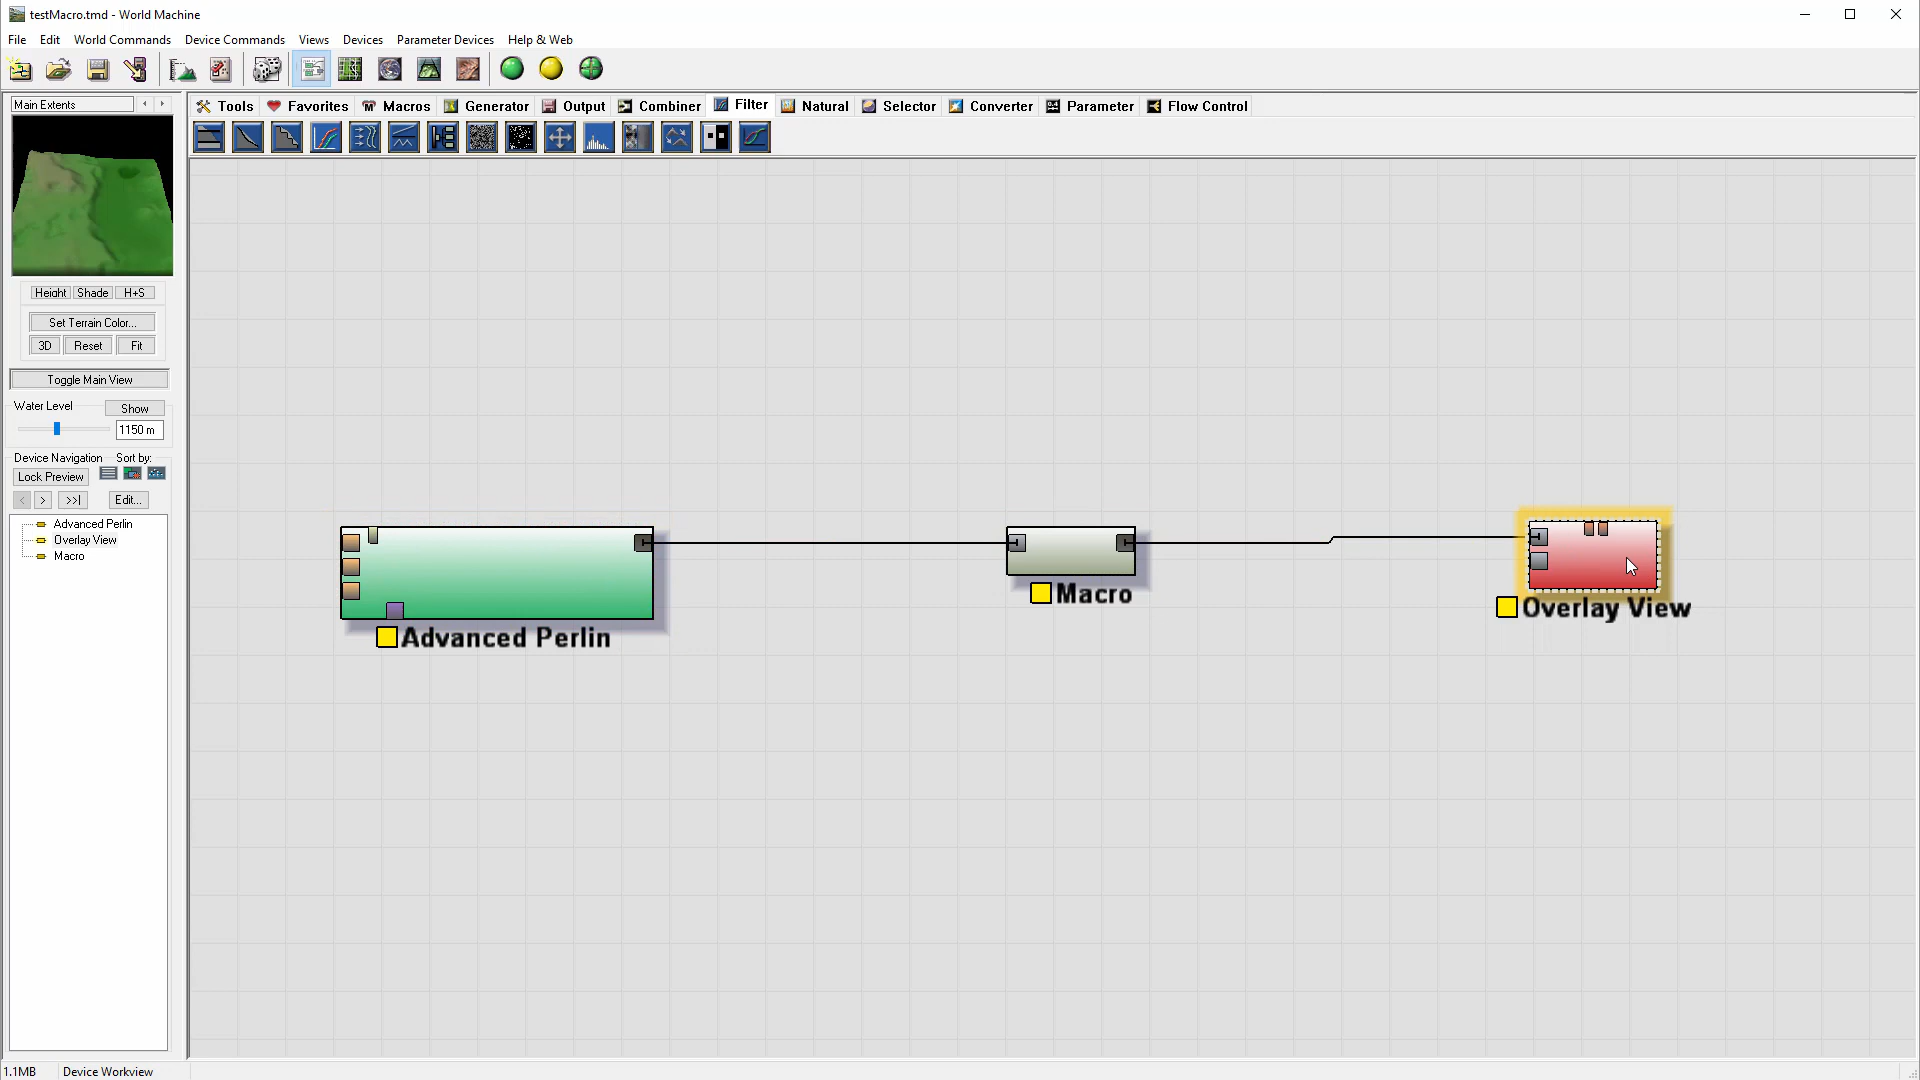 testMacro.tmd - World Machine
File Edit World Commands Device Commands Views Devices Parameter Devices Help & Web
Main Extents
Tools Favorites Macros Generator Output Combiner Filter Natural Selector Converter Parameter Flow Control
Height Shade H+S
Set Terrain Color...
3D Reset Fit
Toggle Main View
Water Level Show
1150 m
Device Navigation Sort by:
Lock Preview
< > >>| Edit...
Advanced Perlin
Overlay View
Macro
Advanced Perlin
Macro
Overlay View
1.1MB Device Workview